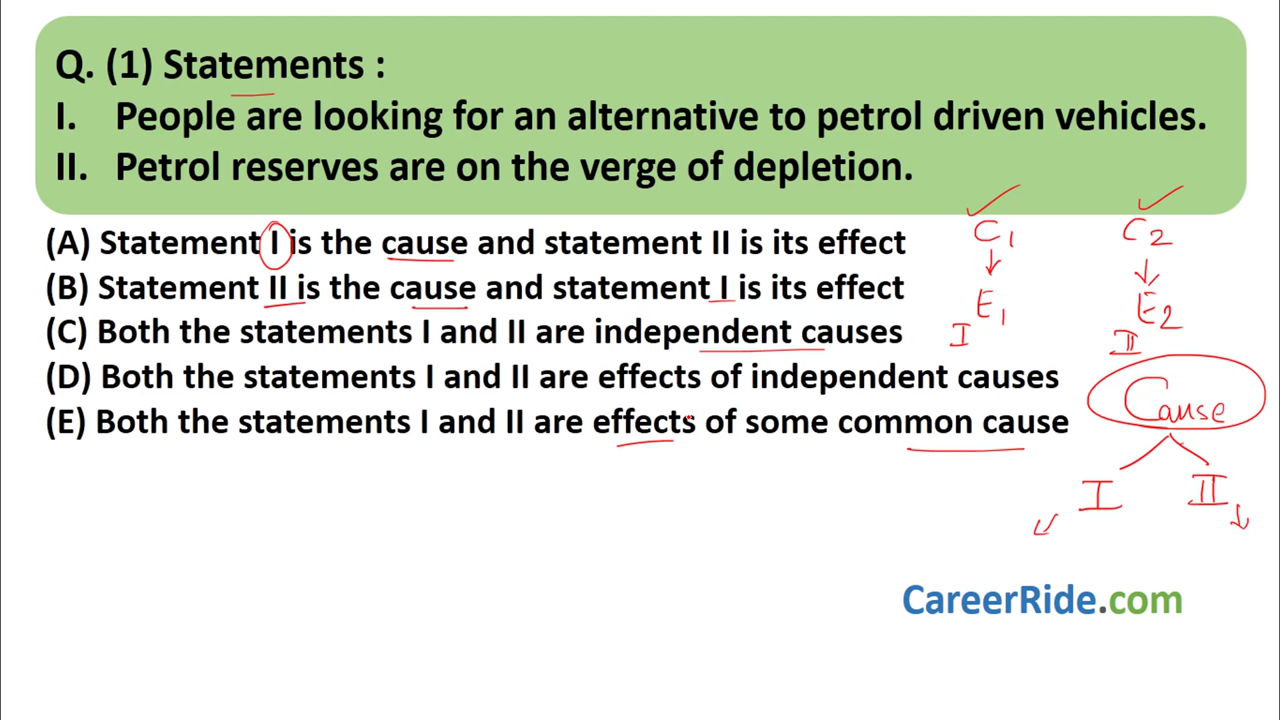 Q. (1) Statements :
I. People are looking for an alternative to petrol driven vehicles.
II. Petrol reserves are on the verge of depletion.
(A) Statement I is the cause and statement II is its effect
(B) Statement II is the cause and statement I is its effect
(C) Both the statements I and II are independent causes
(D) Both the statements I and II are effects of independent causes
(E) Both the statements I and II are effects of some common cause
C1 C2
E1 E2
I II
Cause
I II
CareerRide.com